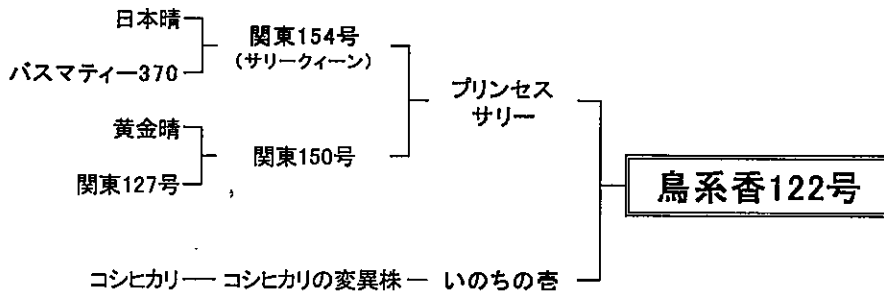 日本晴
関東154号
(サリークィーン)
バスマティー370
プリンセス
サリー
黄金晴
関東150号
関東127号
鳥系香122号
コシヒカリ
コシヒカリの変異株
いのちの壱